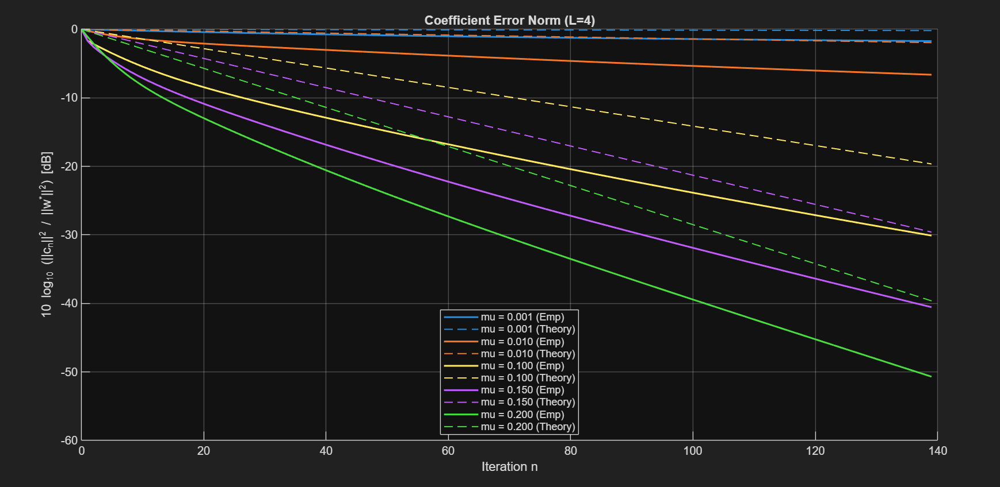 Coefficient Error Norm (L=4)
0
-10
-20
-30
-40
-50
-60
10 log₁₀ (||cₙ||² / ||w*||²) [dB]
mu = 0.001 (Emp)
mu = 0.001 (Theory)
mu = 0.010 (Emp)
mu = 0.010 (Theory)
mu = 0.100 (Emp)
mu = 0.100 (Theory)
mu = 0.150 (Emp)
mu = 0.150 (Theory)
mu = 0.200 (Emp)
mu = 0.200 (Theory)
0 20 40 60 80 100 120 140
Iteration n